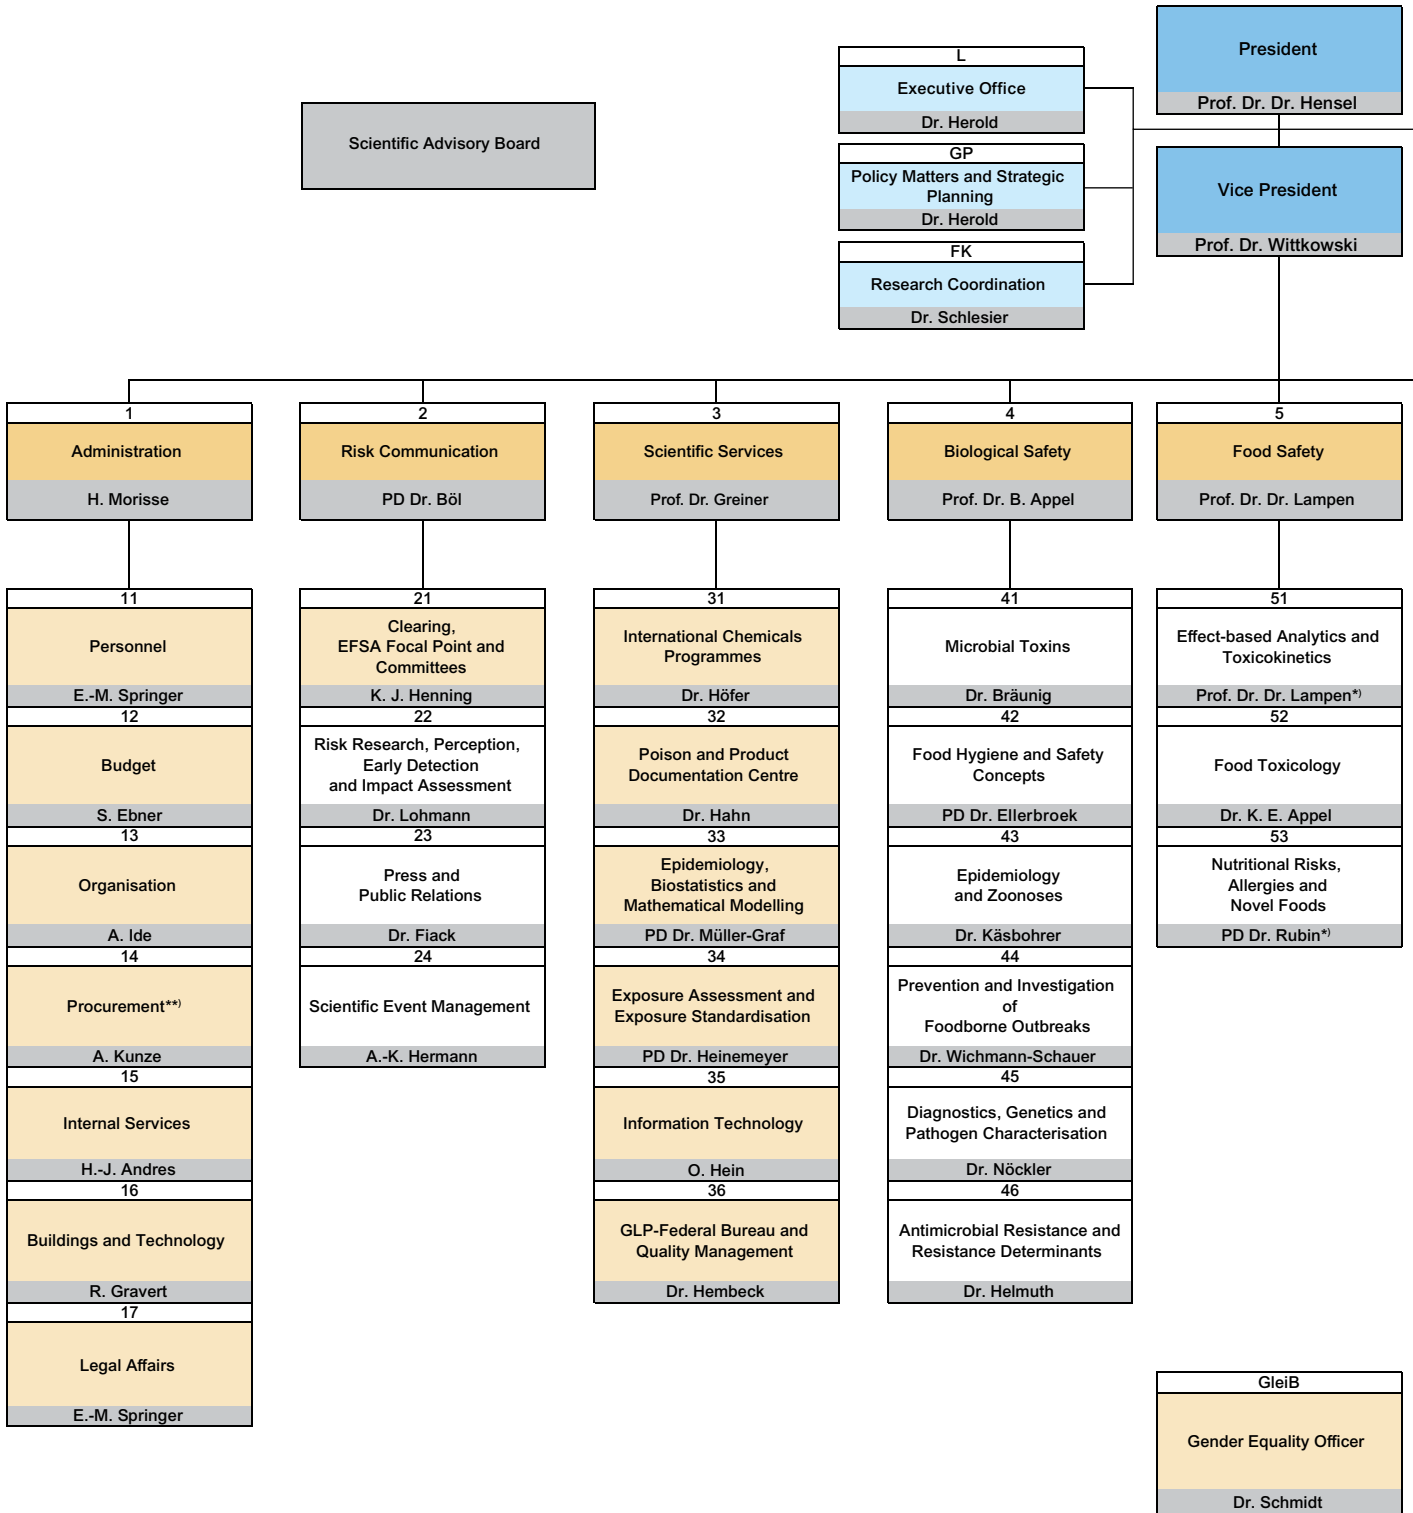 President
Prof. Dr. Dr. Hensel
L
Executive Office
Dr. Herold
GP
Policy Matters and Strategic
Planning
Dr. Herold
FK
Research Coordination
Dr. Schlesier
Scientific Advisory Board
Vice President
Prof. Dr. Wittkowski
1
Administration
H. Morisse
2
Risk Communication
PD Dr. Böl
3
Scientific Services
Prof. Dr. Greiner
4
Biological Safety
Prof. Dr. B. Appel
5
Food Safety
Prof. Dr. Dr. Lampen
11
Personnel
E.-M. Springer
12
Budget
S. Ebner
13
Organisation
A. Ide
14
Procurement**)
A. Kunze
15
Internal Services
H.-J. Andres
16
Buildings and Technology
R. Gravert
17
Legal Affairs
E.-M. Springer
21
Clearing,
EFSA Focal Point and
Committees
K. J. Henning
22
Risk Research, Perception,
Early Detection
and Impact Assessment
Dr. Lohmann
23
Press and
Public Relations
Dr. Fiack
24
Scientific Event Management
A.-K. Hermann
31
International Chemicals
Programmes
Dr. Höfer
32
Poison and Product
Documentation Centre
Dr. Hahn
33
Epidemiology,
Biostatistics and
Mathematical Modelling
PD Dr. Müller-Graf
34
Exposure Assessment and
Exposure Standardisation
PD Dr. Heinemeyer
35
Information Technology
O. Hein
36
GLP-Federal Bureau and
Quality Management
Dr. Hembeck
41
Microbial Toxins
Dr. Bräunig
42
Food Hygiene and Safety
Concepts
PD Dr. Ellerbroek
43
Epidemiology
and Zoonoses
Dr. Käsbohrer
44
Prevention and Investigation
of
Foodborne Outbreaks
Dr. Wichmann-Schauer
45
Diagnostics, Genetics and
Pathogen Characterisation
Dr. Nöckler
46
Antimicrobial Resistance and
Resistance Determinants
Dr. Helmuth
51
Effect-based Analytics and
Toxicokinetics
Prof. Dr. Dr. Lampen*)
52
Food Toxicology
Dr. K. E. Appel
53
Nutritional Risks,
Allergies and
Novel Foods
PD Dr. Rubin*)
GleiB
Gender Equality Officer
Dr. Schmidt